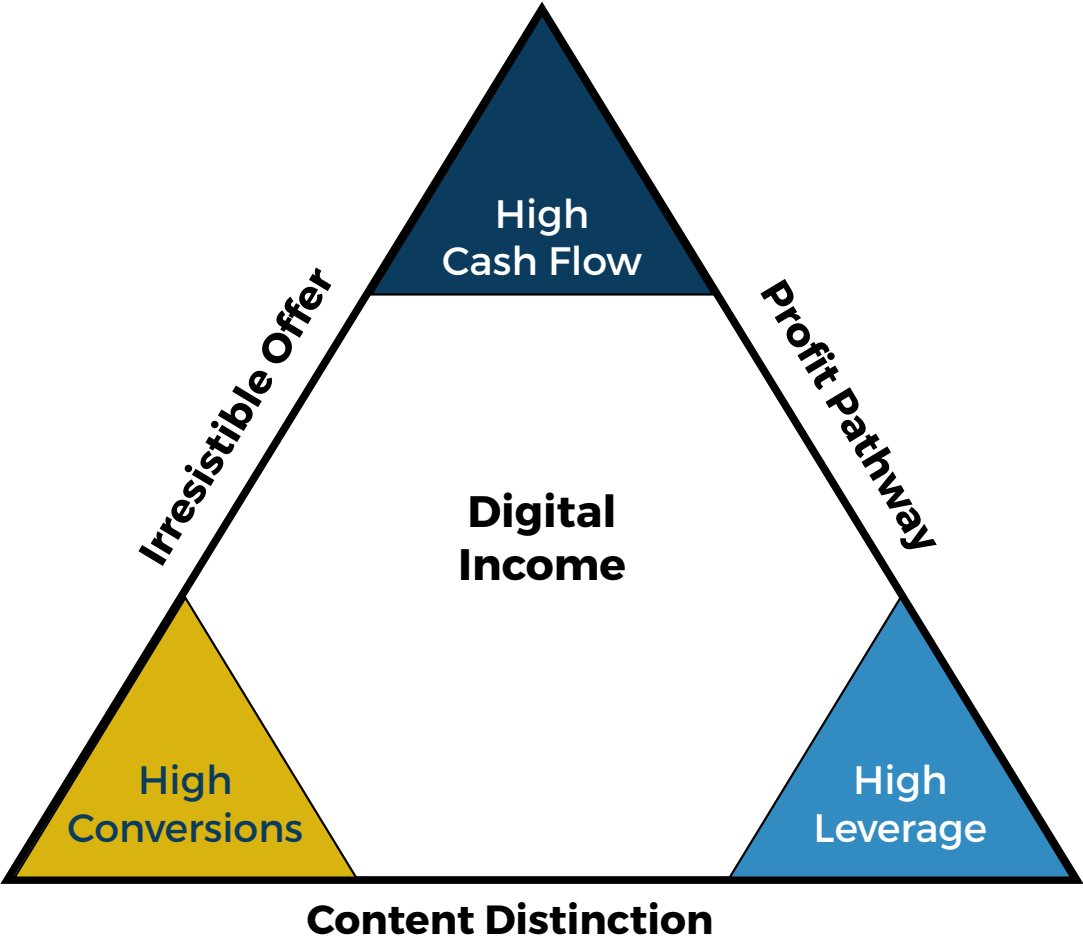 High
Cash Flow
Irresistible Offer
Profit Pathway
Digital
Income
High
Conversions
High
Leverage
Content Distinction